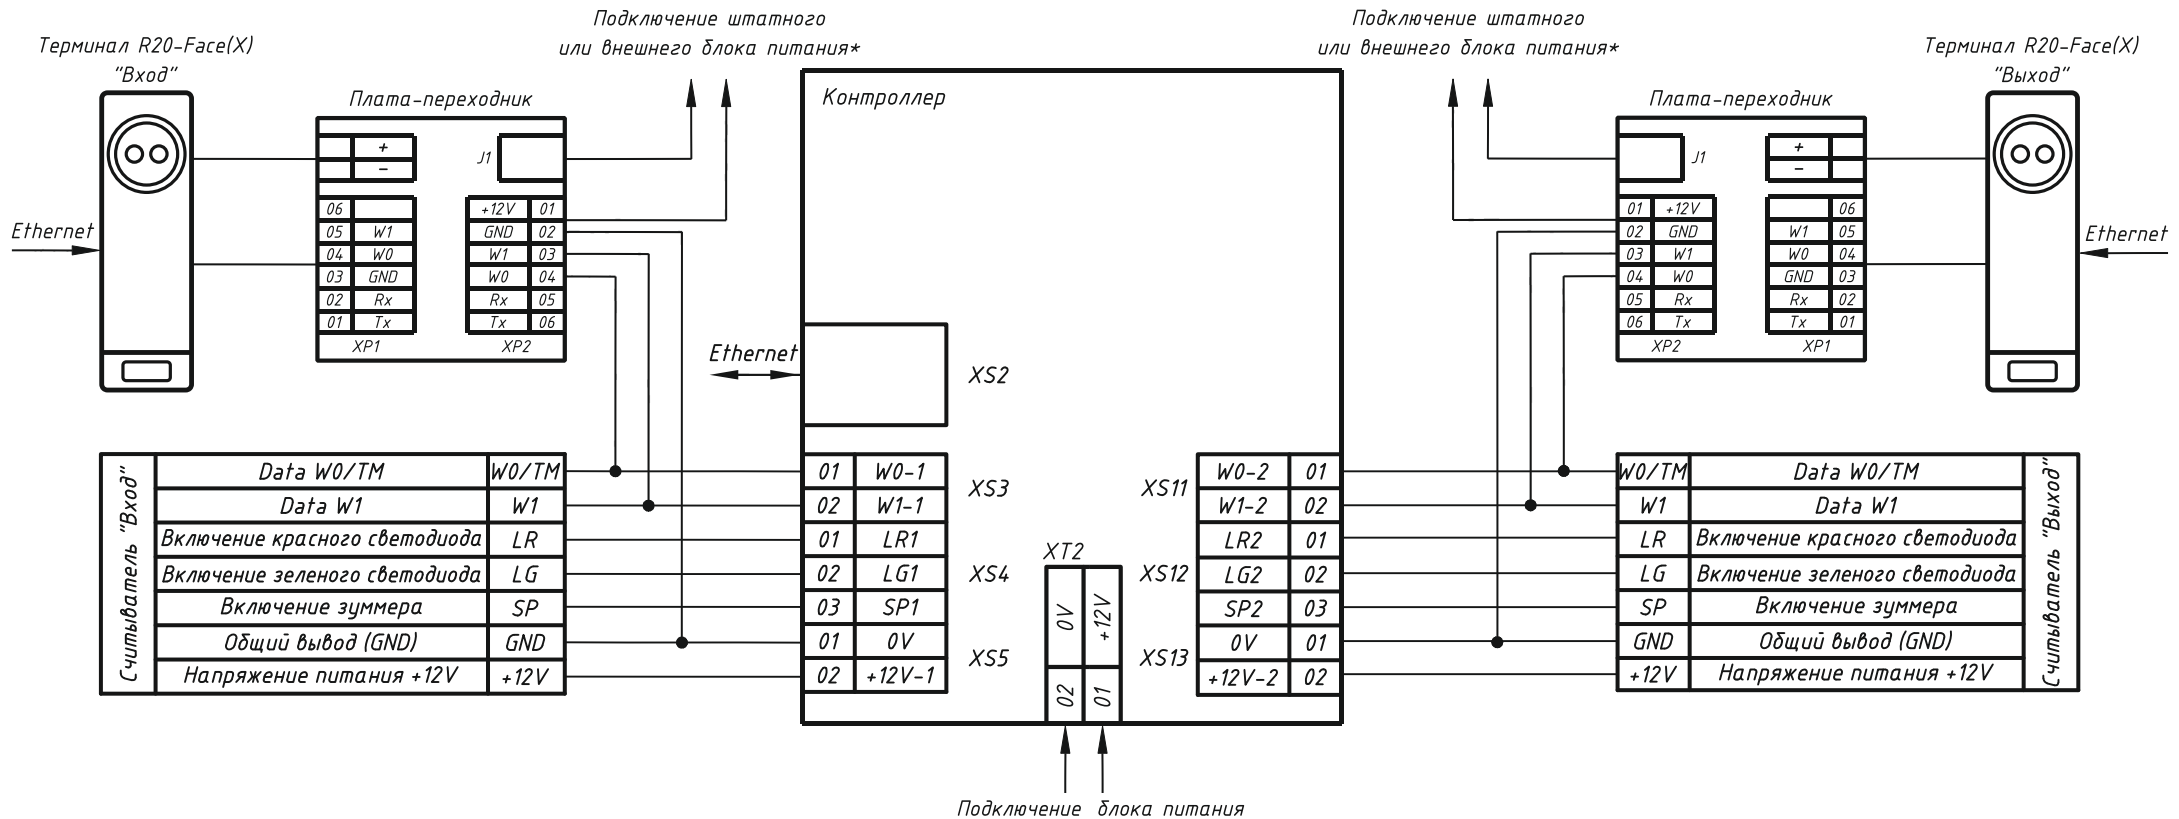 Подключение штатного
или внешнего блока питания*
Подключение штатного
или внешнего блока питания*
Терминал R20-Face(X)
"Вход"
Терминал R20-Face(X)
"Выход"
Плата-переходник
+
-
J1
06
05 W1
04 W0
03 GND
02 Rx
01 Tx
XP1
+12V 01
GND 02
W1 03
W0 04
Rx 05
Tx 06
XP2
Ethernet
Контроллер
Ethernet
XS2
Плата-переходник
J1
+
-
01 +12V
02 GND
03 W1
04 W0
05 Rx
06 Tx
XP2
06
W1 05
W0 04
GND 03
Rx 02
Tx 01
XP1
Ethernet
Считыватель "Вход"
Data W0/TM W0/TM
Data W1 W1
Включение красного светодиода LR
Включение зеленого светодиода LG
Включение зуммера SP
Общий вывод (GND) GND
Напряжение питания +12V +12V
01 W0-1
02 W1-1
XS3
01 LR1
02 LG1
03 SP1
XS4
01 0V
02 +12V-1
XS5
XT2
0V +12V
02 01
XS11
W0-2 01
W1-2 02
XS12
LR2 01
LG2 02
SP2 03
XS13
0V 01
+12V-2 02
W0/TM Data W0/TM
W1 Data W1
LR Включение красного светодиода
LG Включение зеленого светодиода
SP Включение зуммера
GND Общий вывод (GND)
+12V Напряжение питания +12V
Считыватель "Выход"
Подключение блока питания